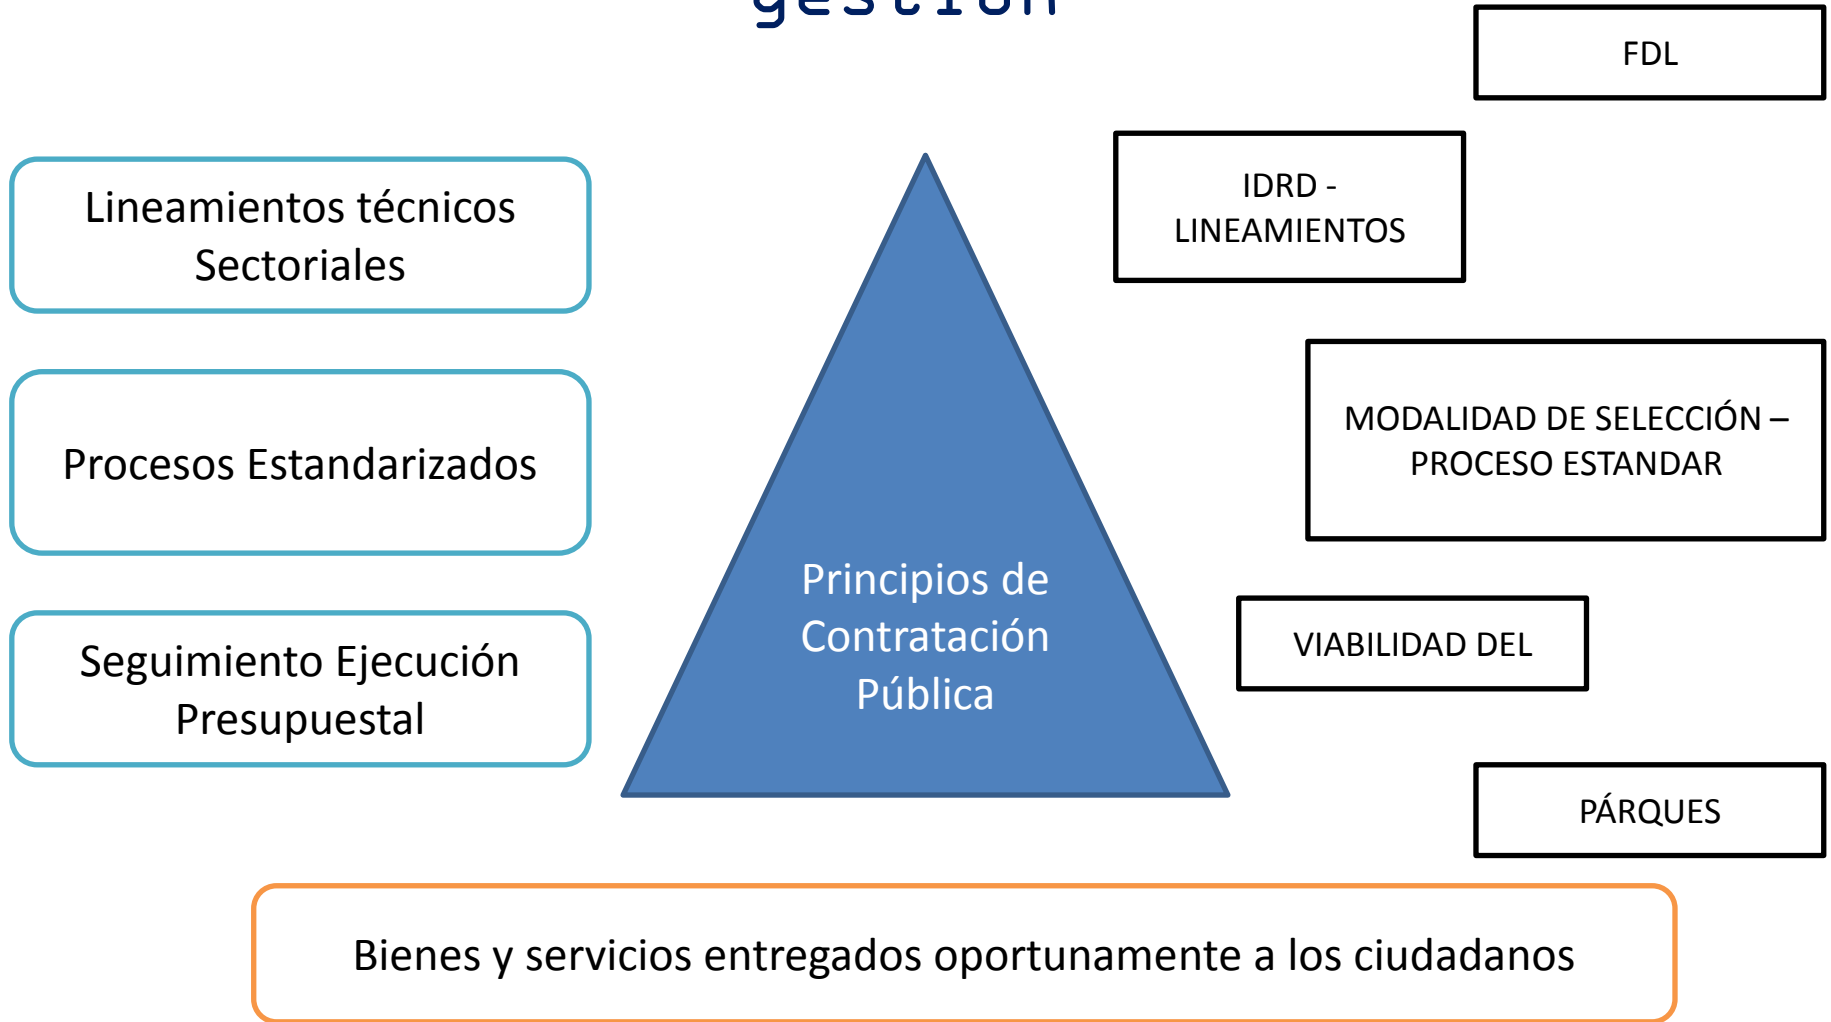 gestión
FDL
IDRD -
LINEAMIENTOS
Lineamientos técnicos
Sectoriales
MODALIDAD DE SELECCIÓN –
PROCESO ESTANDAR
Procesos Estandarizados
Principios de
Contratación
Pública
VIABILIDAD DEL
Seguimiento Ejecución
Presupuestal
PÁRQUES
Bienes y servicios entregados oportunamente a los ciudadanos